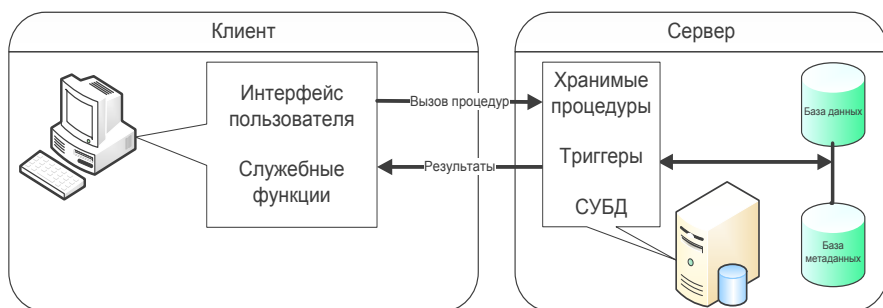 Клиент
Сервер
Интерфейс
пользователя
Служебные
функции
Вызов процедур
Результаты
Хранимые
процедуры
Триггеры
СУБД
База данных
База
метаданных